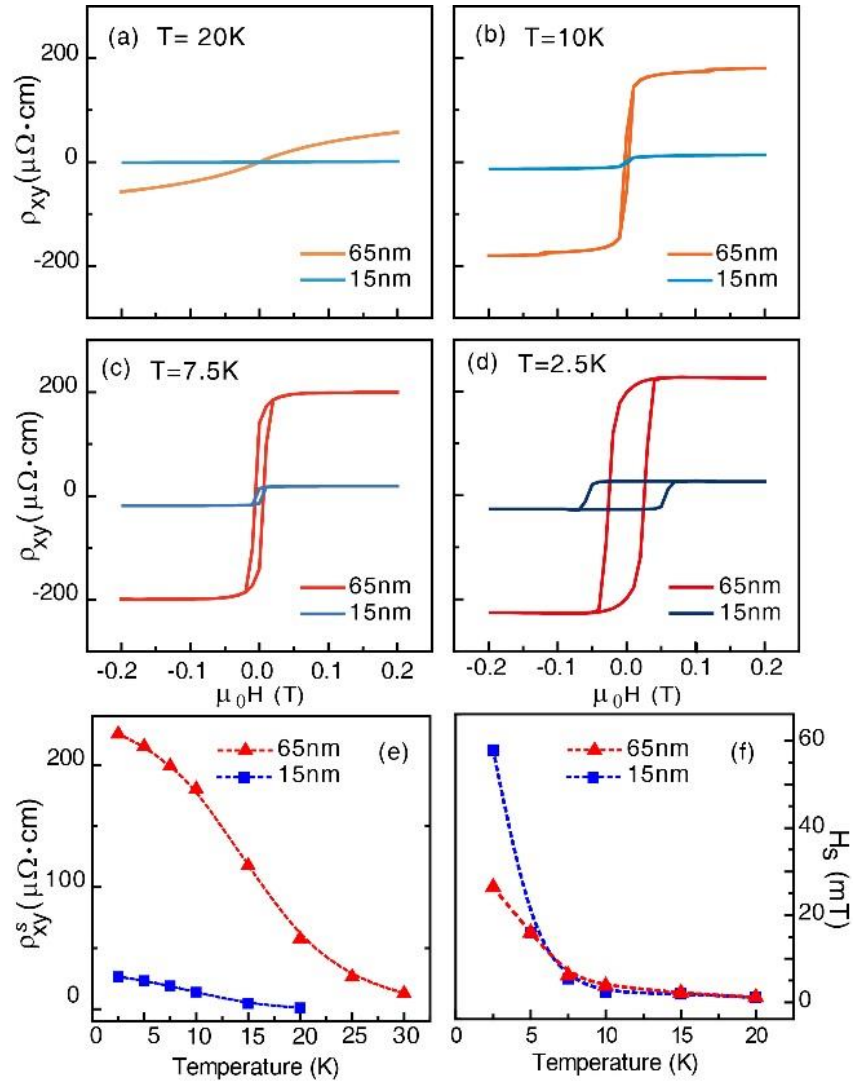 (a) T= 20K
(b) T=10K
200
0
-200
ρxy(μΩ·cm)
65nm
15nm
65nm
15nm
(c) T=7.5K
(d) T=2.5K
200
0
-200
ρxy(μΩ·cm)
65nm
15nm
65nm
15nm
-0.2 -0.1 0.0 0.1 0.2
-0.2 -0.1 0.0 0.1 0.2
μ0H (T)
μ0H (T)
65nm (e)
15nm
65nm (f)
15nm
200
100
0
ρsxy(μΩ·cm)
60
40
20
0
Hs (mT)
0 5 10 15 20 25 30
0 5 10 15 20
Temperature (K)
Temperature (K)